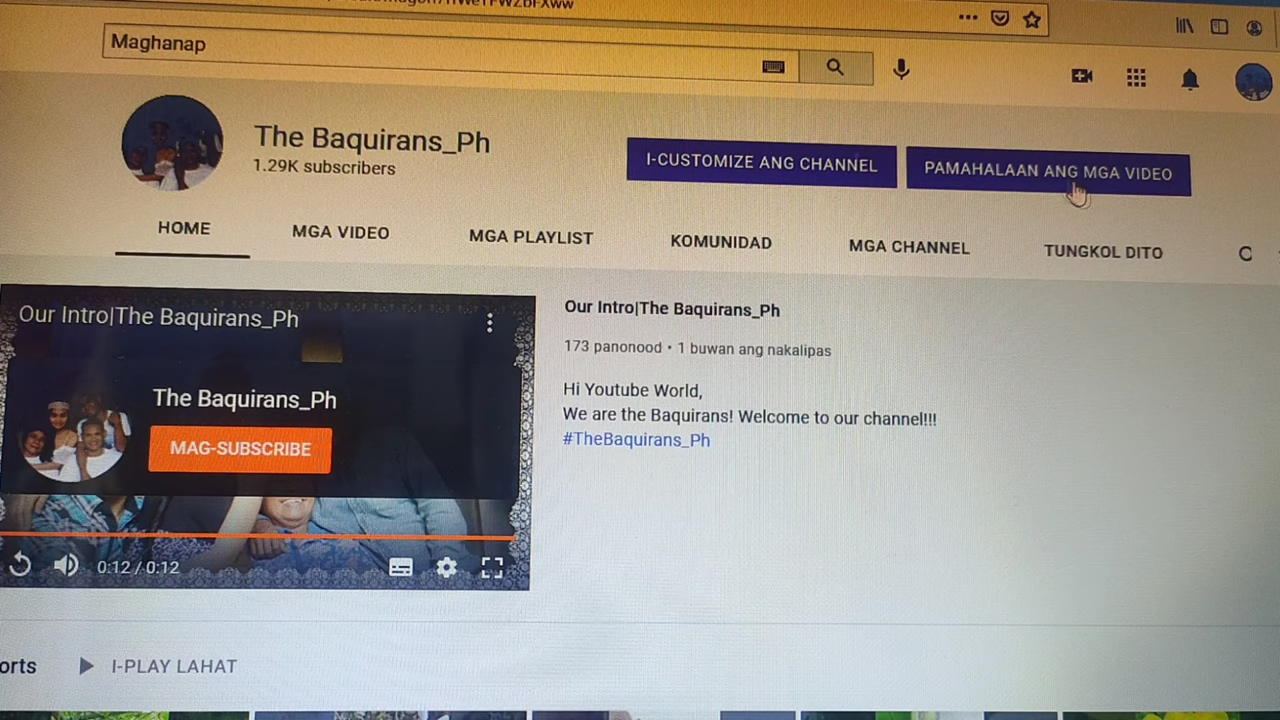 Maghanap
The Baquirans_Ph
1.29K subscribers
I-CUSTOMIZE ANG CHANNEL
PAMAHALAAN ANG MGA VIDEO
HOME
MGA VIDEO
MGA PLAYLIST
KOMUNIDAD
MGA CHANNEL
TUNGKOL DITO
Our Intro|The Baquirans_Ph
The Baquirans_Ph
MAG-SUBSCRIBE
0:12 / 0:12
Our Intro|The Baquirans_Ph
173 panonood • 1 buwan ang nakalipas
Hi Youtube World,
We are the Baquirans! Welcome to our channel!!!
#TheBaquirans_Ph
orts
I-PLAY LAHAT